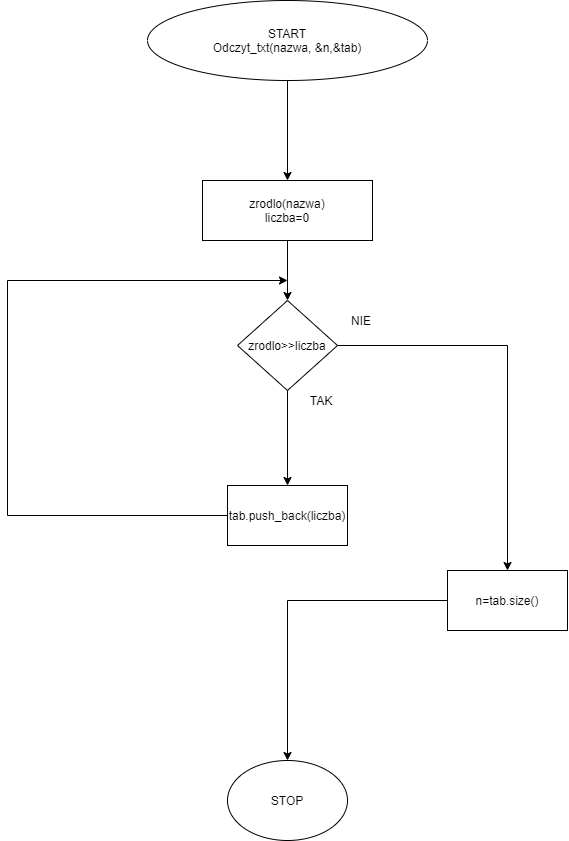 START
Odczyt_txt(nazwa, &n,&tab)
zrodlo(nazwa)
liczba=0
NIE
zrodlo>>liczba
TAK
tab.push_back(liczba)
n=tab.size()
STOP